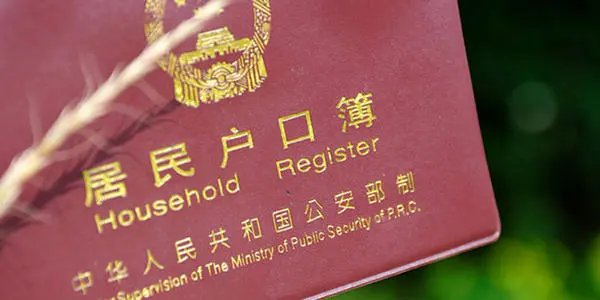 居民户口簿
Household Register
中华人民共和国公安部制
Supervision of The Ministry of Public Security of P.R.C.